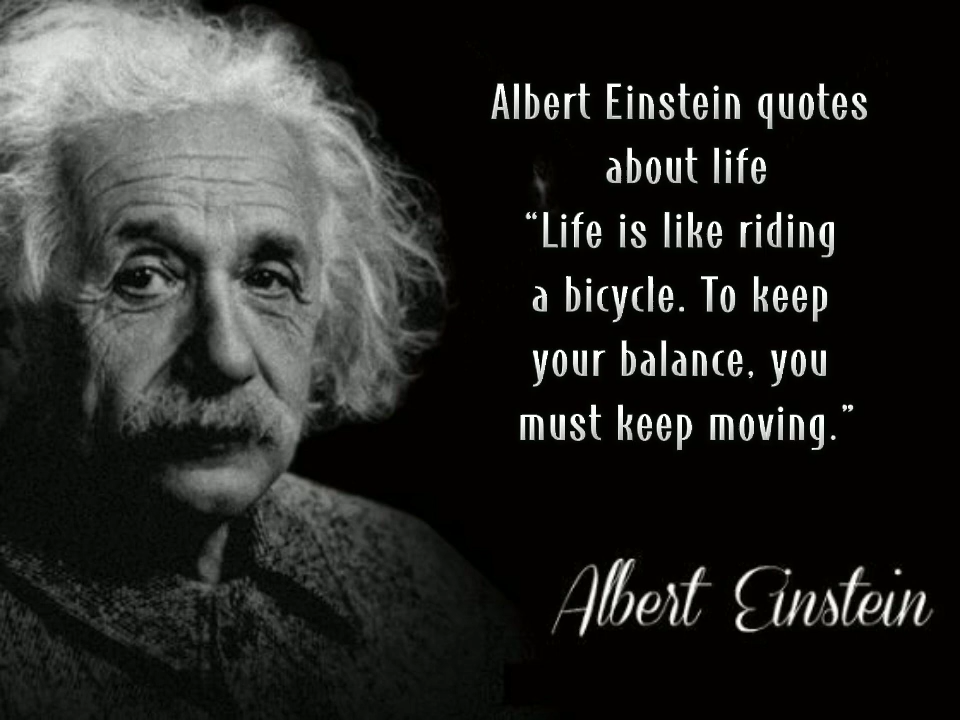 Albert Einstein quotes
about life
“Life is like riding
a bicycle. To keep
your balance, you
must keep moving.”
Albert Einstein